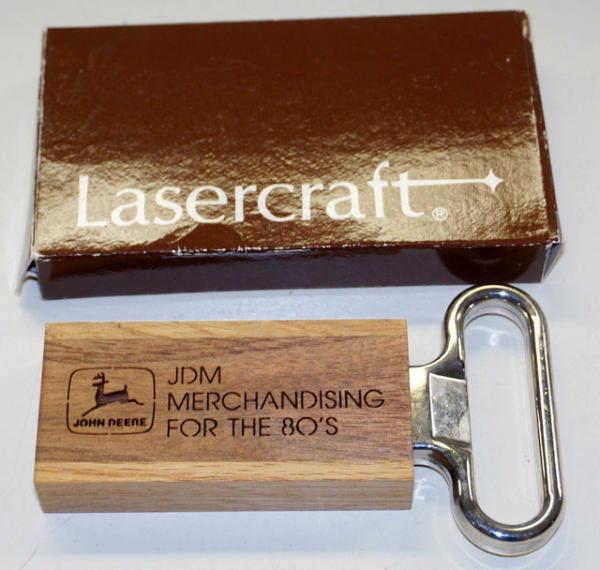 Lasercraft®
JOHN DEERE
JDM
MERCHANDISING
FOR THE 80'S